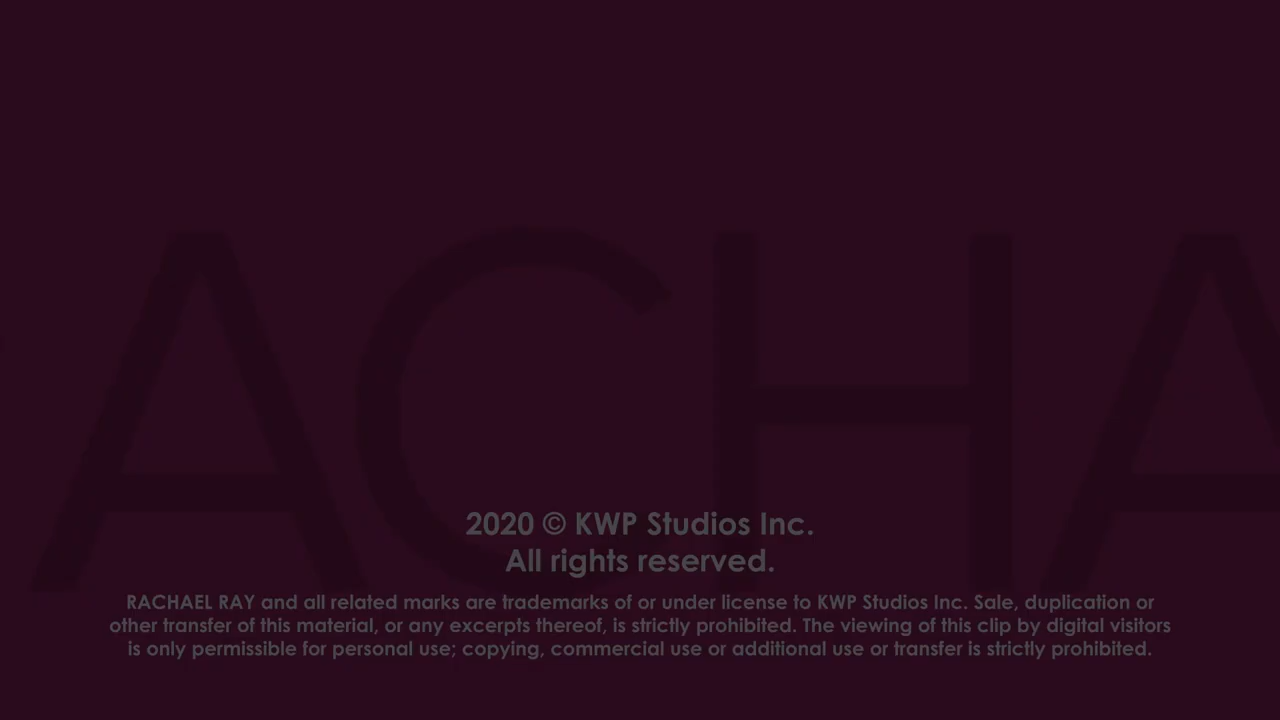 ACHA
2020 © KWP Studios Inc.
All rights reserved.
RACHAEL RAY and all related marks are trademarks of or under license to KWP Studios Inc. Sale, duplication or
other transfer of this material, or any excerpts thereof, is strictly prohibited. The viewing of this clip by digital visitors
is only permissible for personal use; copying, commercial use or additional use or transfer is strictly prohibited.